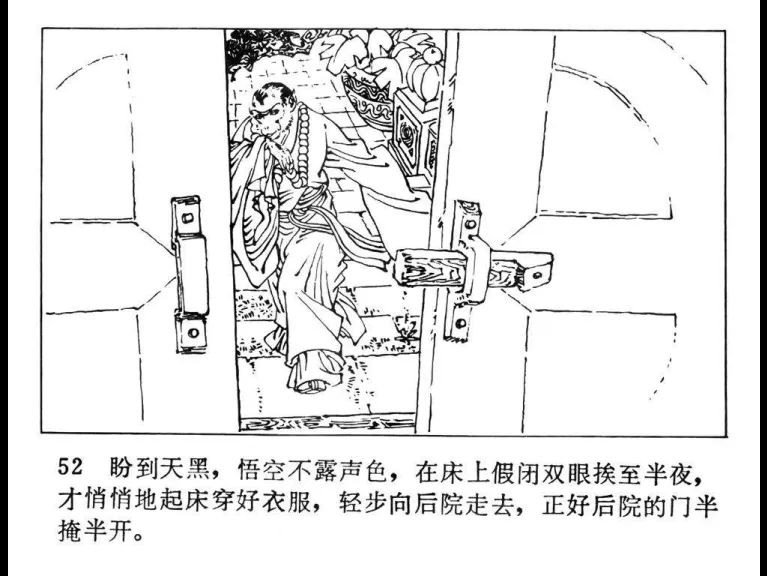 52 盼到天黑，悟空不露声色，在床上假闭双眼挨至半夜，
才悄悄地起床穿好衣服，轻步向后院走去，正好后院的门半
掩半开。